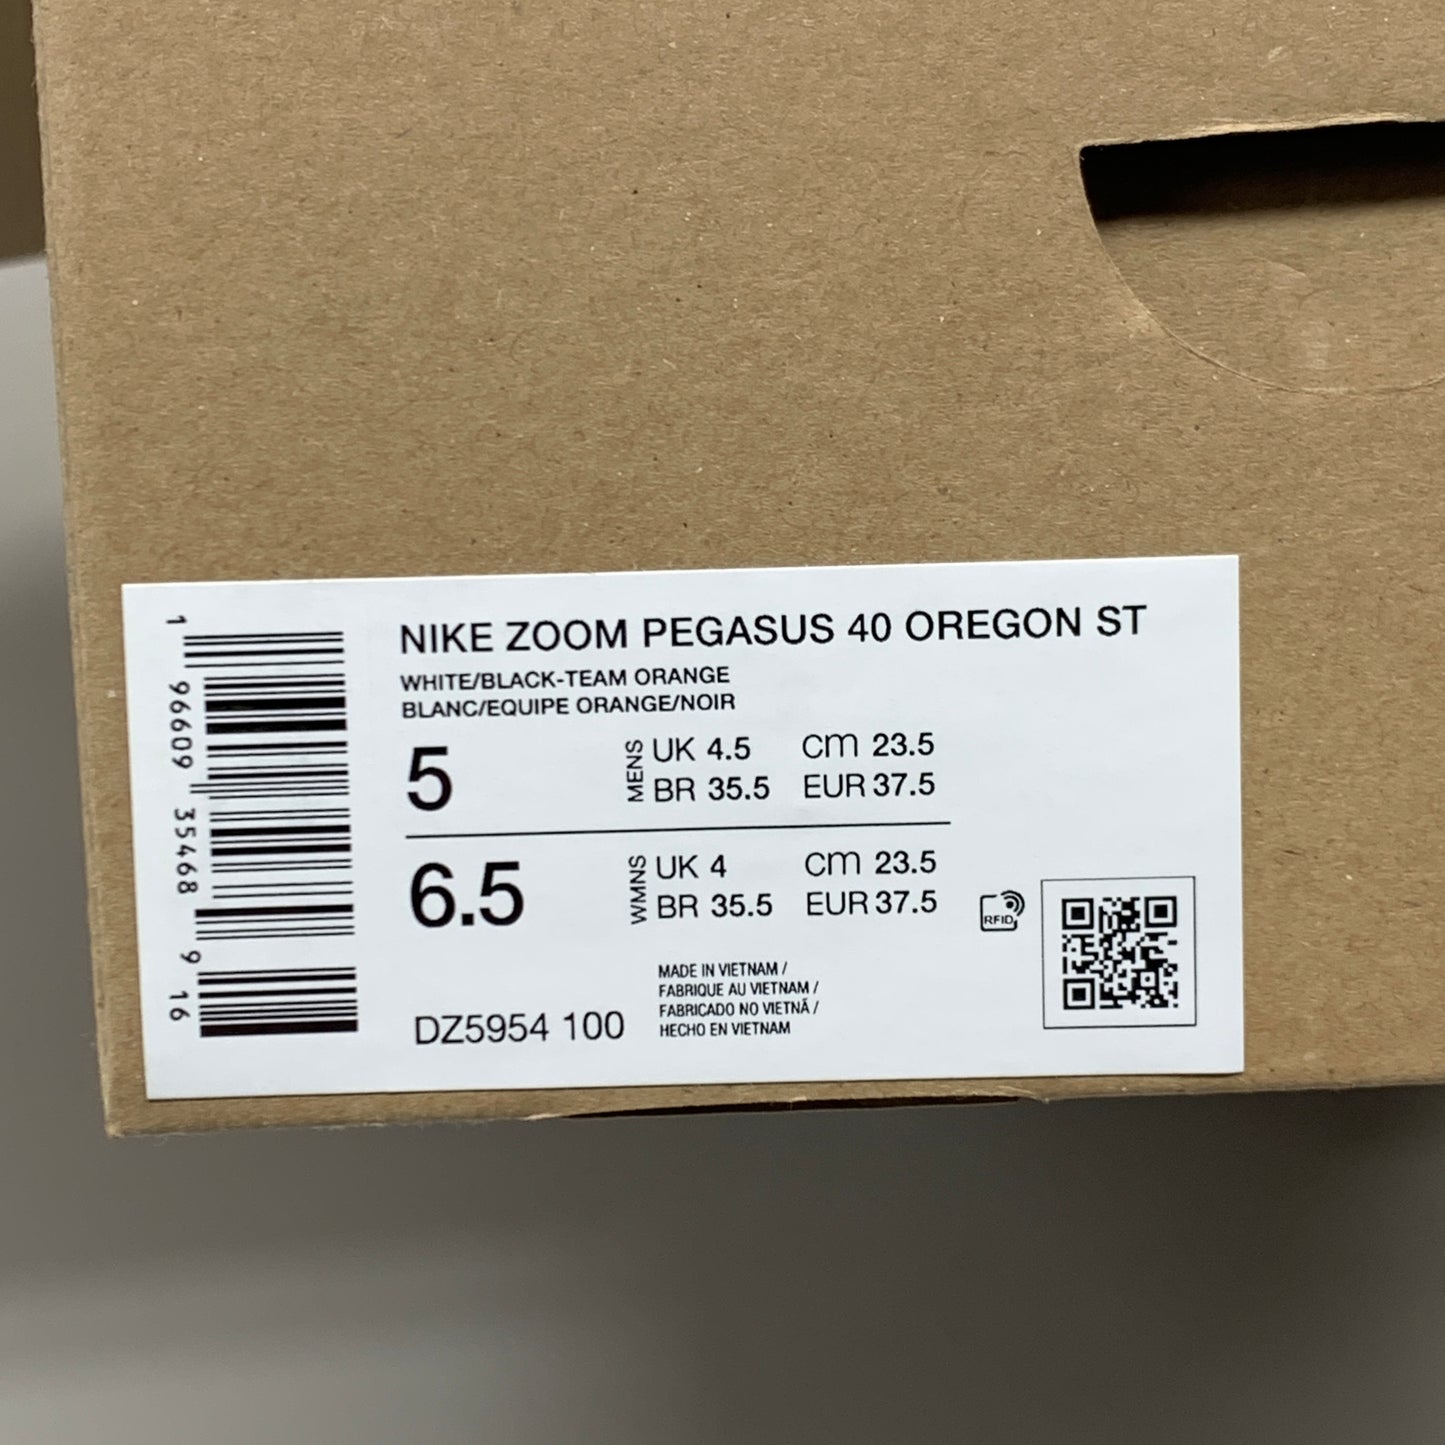 NIKE ZOOM PEGASUS 40 OREGON ST
WHITE/BLACK-TEAM ORANGE
BLANC/EQUIPE ORANGE/NOIR
5 MENS UK 4.5 cm 23.5
BR 35.5 EUR 37.5
6.5 WMNS UK 4 cm 23.5
BR 35.5 EUR 37.5
RFID
MADE IN VIETNAM /
FABRIQUE AU VIETNAM /
FABRICADO NO VIETNÃ /
HECHO EN VIETNAM
DZ5954 100
1 96609 35468 9 16